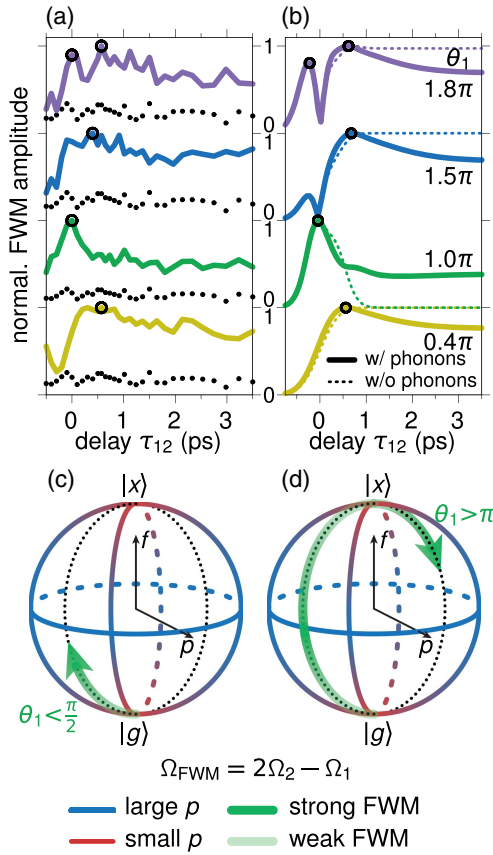 (a)
(b)
normal. FWM amplitude
1
θ₁
0
1.8π
1
1.5π
0
1
1.0π
0
1
0.4π
w/ phonons
w/o phonons
0
0 1 2 3
0 1 2 3
delay τ₁₂ (ps)
delay τ₁₂ (ps)
(c)
(d)
|x⟩
|x⟩
θ₁>π
f
f
p
p
θ₁<π/2
|g⟩
|g⟩
Ω_FWM = 2Ω₂ − Ω₁
large p
strong FWM
small p
weak FWM